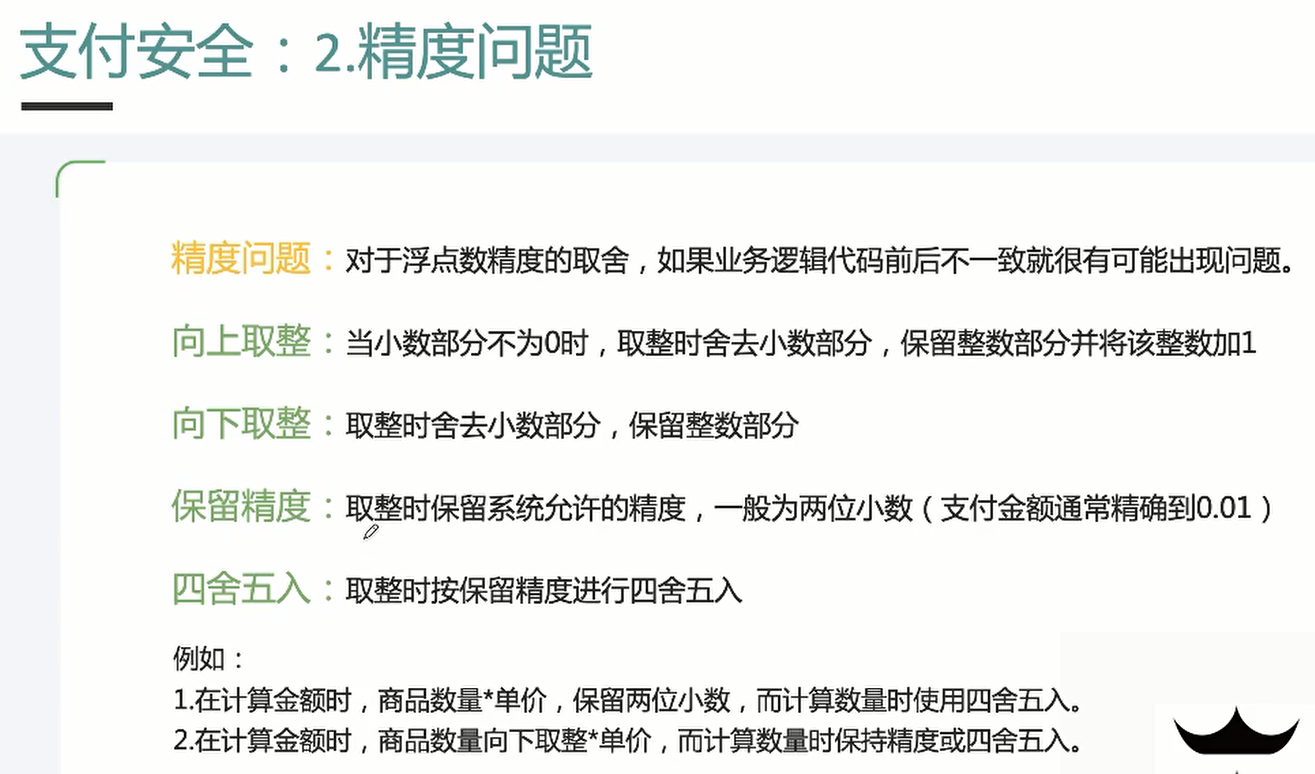 支付安全：2.精度问题
精度问题：对于浮点数精度的取舍，如果业务逻辑代码前后不一致就很有可能出现问题。
向上取整：当小数部分不为0时，取整时舍去小数部分，保留整数部分并将该整数加1
向下取整：取整时舍去小数部分，保留整数部分
保留精度：取整时保留系统允许的精度，一般为两位小数（支付金额通常精确到0.01）
四舍五入：取整时按保留精度进行四舍五入
例如：
1.在计算金额时，商品数量*单价，保留两位小数，而计算数量时使用四舍五入。
2.在计算金额时，商品数量向下取整*单价，而计算数量时保持精度或四舍五入。